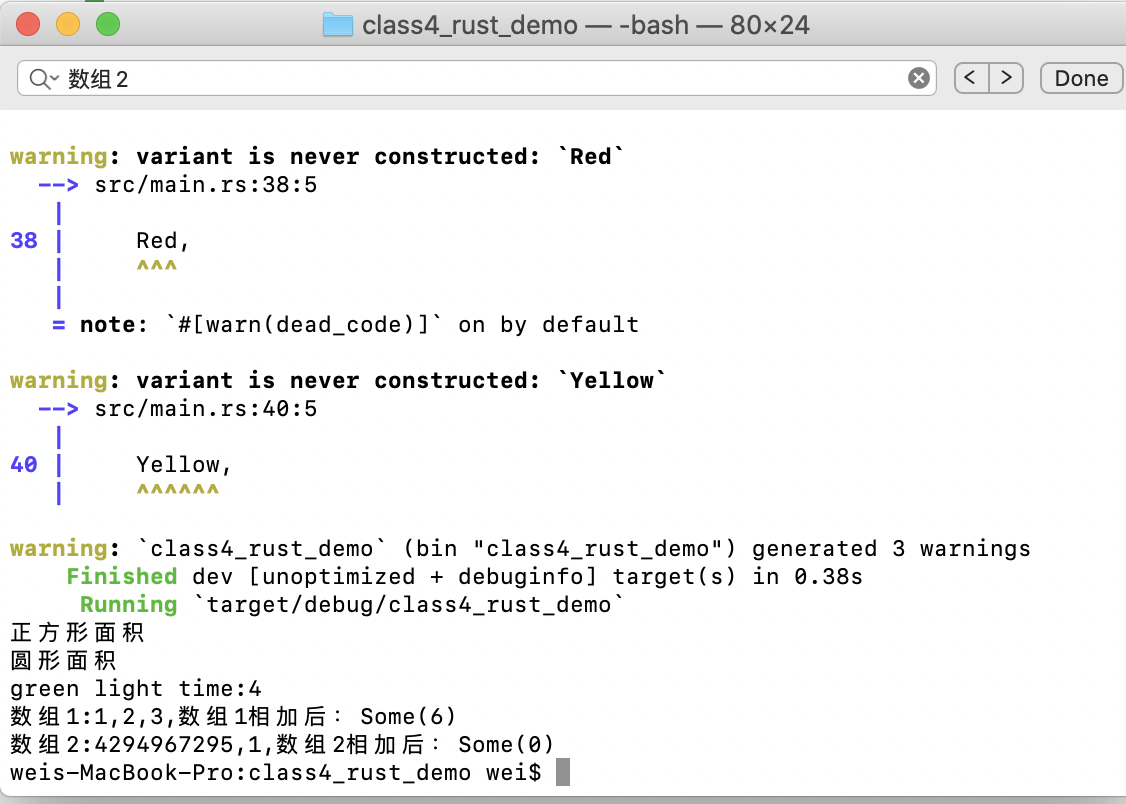 class4_rust_demo — -bash — 80×24
数组2
Done
warning: variant is never constructed: `Red`
  --> src/main.rs:38:5
   |
38 |     Red,
   |     ^^^
   |
   = note: `#[warn(dead_code)]` on by default
warning: variant is never constructed: `Yellow`
  --> src/main.rs:40:5
   |
40 |     Yellow,
   |     ^^^^^^
warning: `class4_rust_demo` (bin "class4_rust_demo") generated 3 warnings
    Finished dev [unoptimized + debuginfo] target(s) in 0.38s
     Running `target/debug/class4_rust_demo`
正方形面积
圆形面积
green light time:4
数组1:1,2,3,数组1相加后：Some(6)
数组2:4294967295,1,数组2相加后：Some(0)
weis-MacBook-Pro:class4_rust_demo wei$